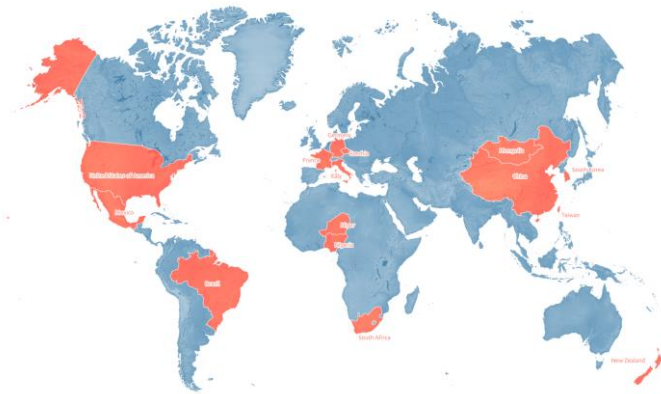 Germany
France
Italy
United States of America
Mexico
Mongolia
China
South Korea
Taiwan
Niger
Nigeria
Brazil
South Africa
New Zealand